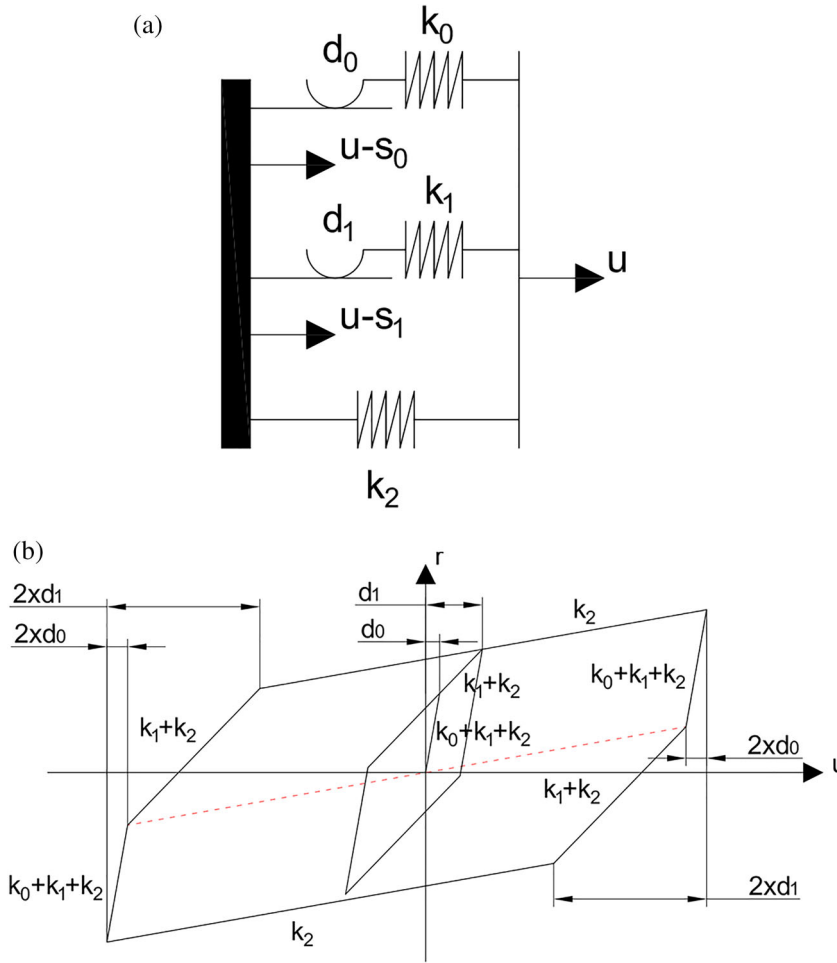 (a)
d₀
k₀
u-s₀
d₁
k₁
u
u-s₁
k₂
(b)
r
2xd₁
d₁
k₂
2xd₀
d₀
k₀+k₁+k₂
k₁+k₂
k₁+k₂
k₀+k₁+k₂
2xd₀
u
k₁+k₂
k₀+k₁+k₂
2xd₁
k₂